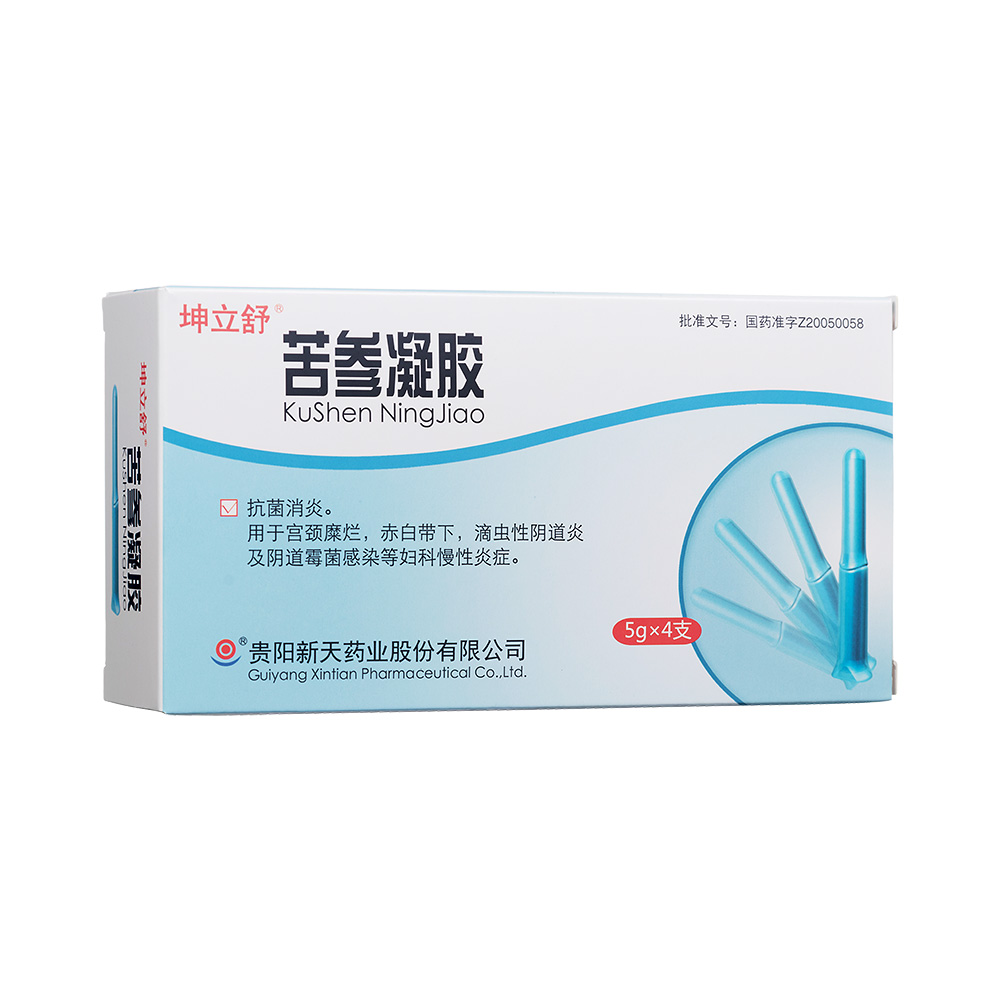 坤立舒®
苦参凝胶
KuShen NingJiao
批准文号：国药准字Z20050058
抗菌消炎。
用于宫颈糜烂，赤白带下，滴虫性阴道炎
及阴道霉菌感染等妇科慢性炎症。
5g×4支
®贵阳新天药业股份有限公司
Guiyang Xintian Pharmaceutical Co.,Ltd.
坤立舒®
苦参凝胶
KuShen NingJiao